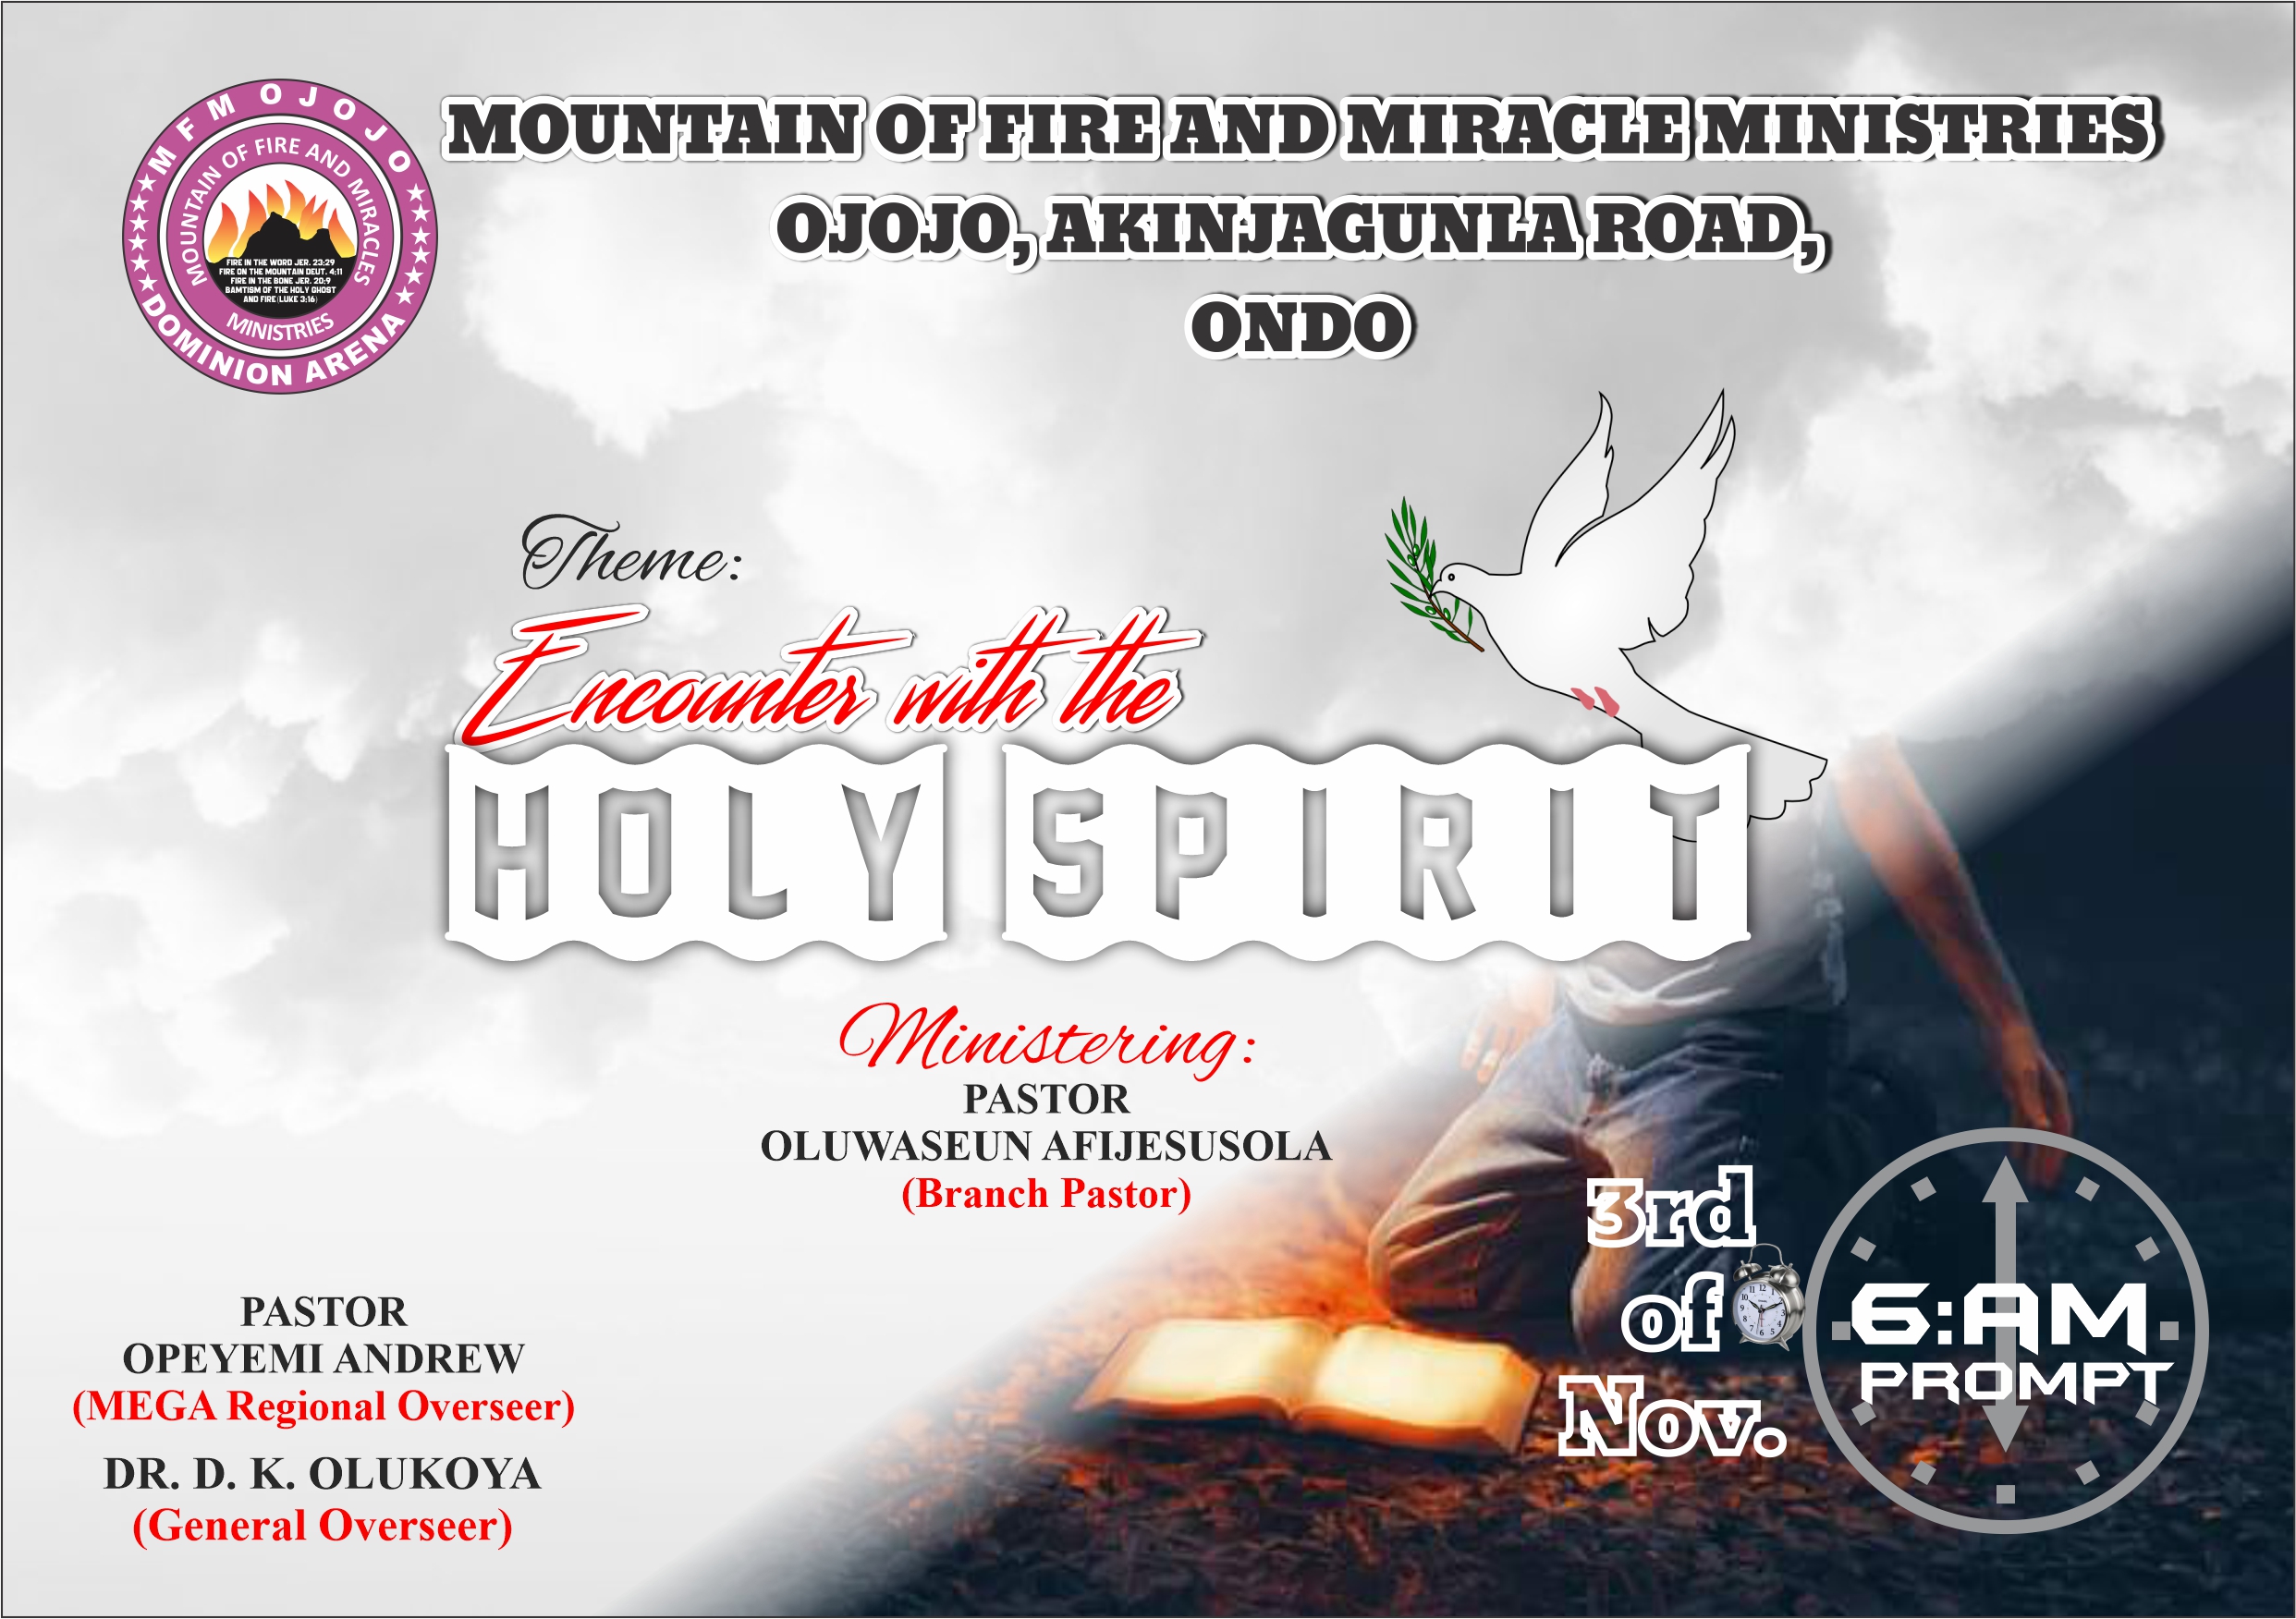 MFM OJOJO
MOUNTAIN OF FIRE AND MIRACLES
FIRE IN THE WORD JER. 23:29
FIRE ON THE MOUNTAIN DEUT. 4:11
FIRE IN THE BONE JER. 20:9
BAMTISM OF THE HOLY GHOST
AND FIRE (LUKE 3:16)
MINISTRIES
DOMINION ARENA
MOUNTAIN OF FIRE AND MIRACLE MINISTRIES
OJOJO, AKINJAGUNLA ROAD,
ONDO
Theme:
Encounter with the
HOLY SPIRIT
Ministering:
PASTOR
OLUWASEUN AFIJESUSOLA
(Branch Pastor)
PASTOR
OPEYEMI ANDREW
(MEGA Regional Overseer)
DR. D. K. OLUKOYA
(General Overseer)
3rd
of
Nov.
6:AM
PROMPT